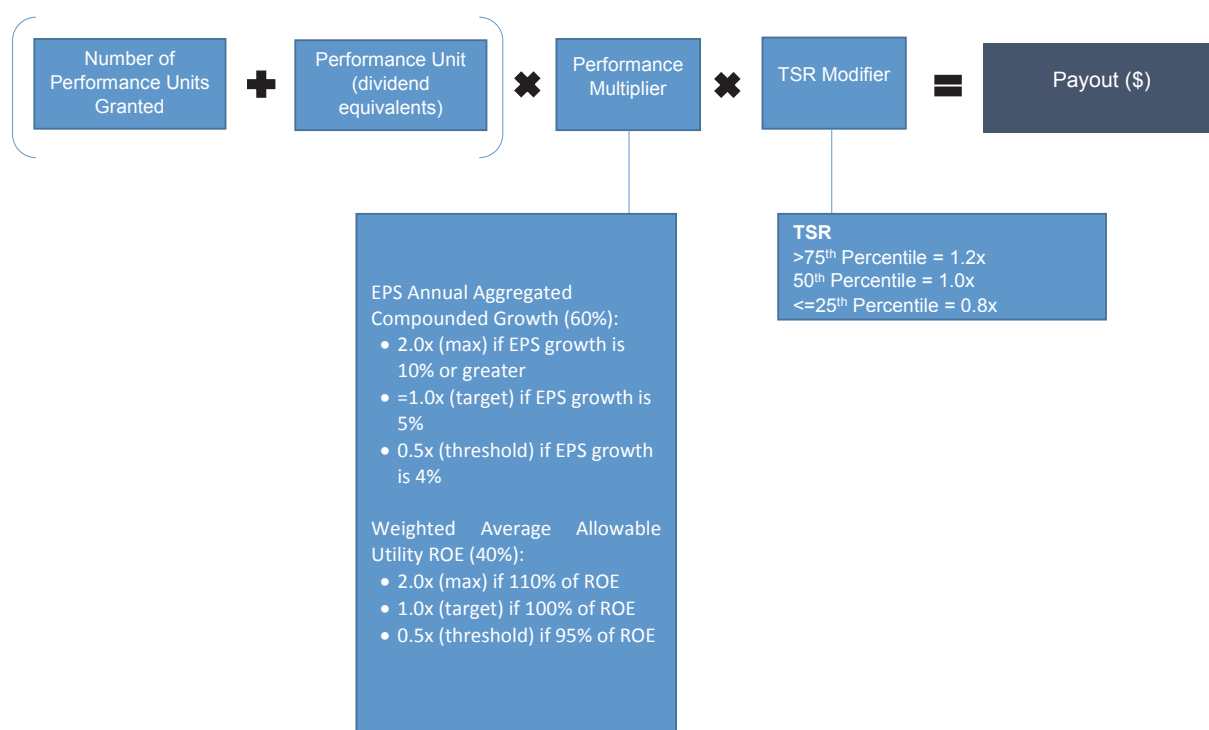 Number of
Performance Units
Granted
Performance Unit
(dividend
equivalents)
Performance
Multiplier
TSR Modifier
Payout ($)
EPS Annual Aggregated
Compounded Growth (60%):
• 2.0x (max) if EPS growth is
10% or greater
• =1.0x (target) if EPS growth is
5%
• 0.5x (threshold) if EPS growth
is 4%
Weighted Average Allowable
Utility ROE (40%):
• 2.0x (max) if 110% of ROE
• 1.0x (target) if 100% of ROE
• 0.5x (threshold) if 95% of ROE
TSR
>75th Percentile = 1.2x
50th Percentile = 1.0x
<=25th Percentile = 0.8x